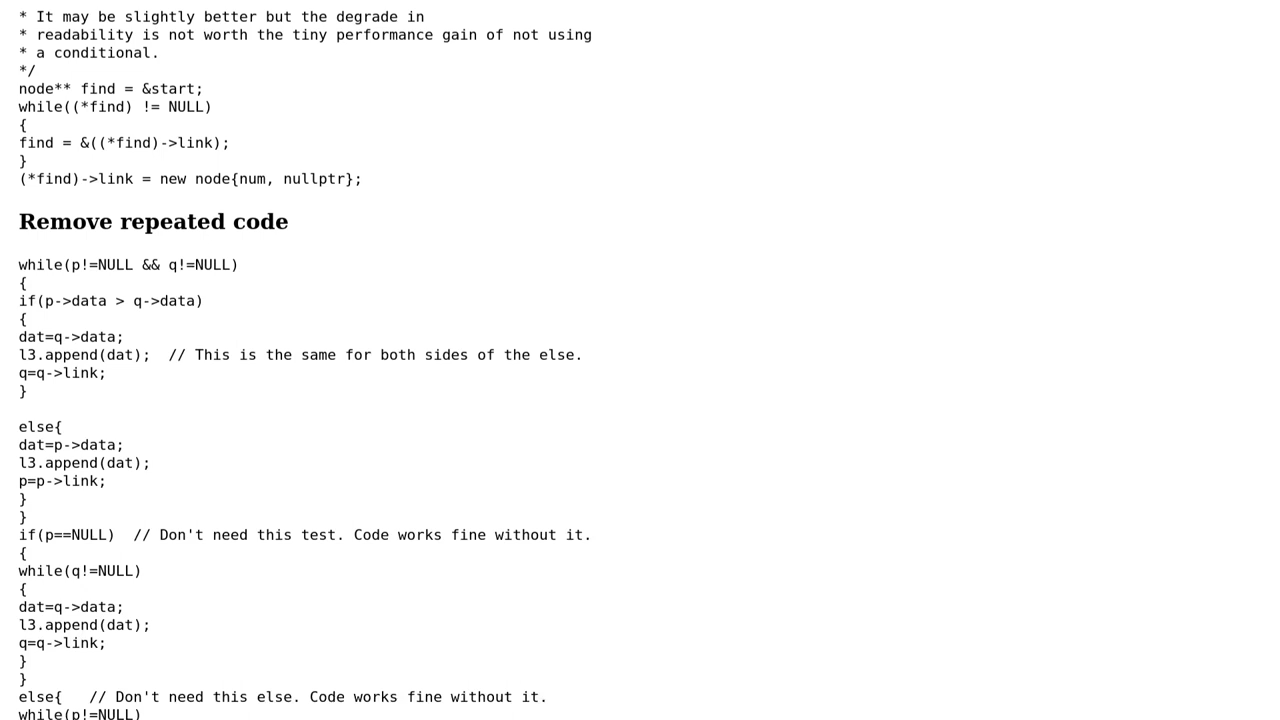 * It may be slightly better but the degrade in
* readability is not worth the tiny performance gain of not using
* a conditional.
*/
node** find = &start;
while((*find) != NULL)
{
find = &((*find)->link);
}
(*find)->link = new node{num, nullptr};
Remove repeated code
while(p!=NULL && q!=NULL)
{
if(p->data > q->data)
{
dat=q->data;
l3.append(dat);  // This is the same for both sides of the else.
q=q->link;
}
else{
dat=p->data;
l3.append(dat);
p=p->link;
}
}
if(p==NULL)  // Don't need this test. Code works fine without it.
{
while(q!=NULL)
{
dat=q->data;
l3.append(dat);
q=q->link;
}
}
else{   // Don't need this else. Code works fine without it.
while(p!=NULL)